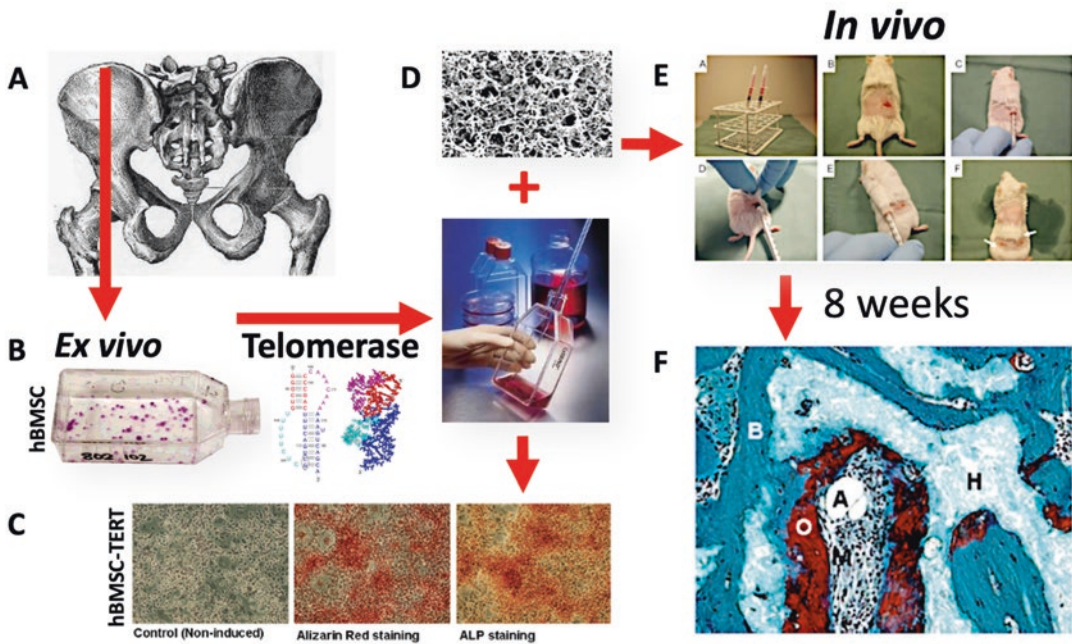 In vivo
A
D
E
A
B
C
D
E
F
8 weeks
B
Ex vivo
Telomerase
hBMSC
802 102
F
B
A
H
O
M
C
hBMSC-TERT
Control (Non-induced)
Alizarin Red staining
ALP staining